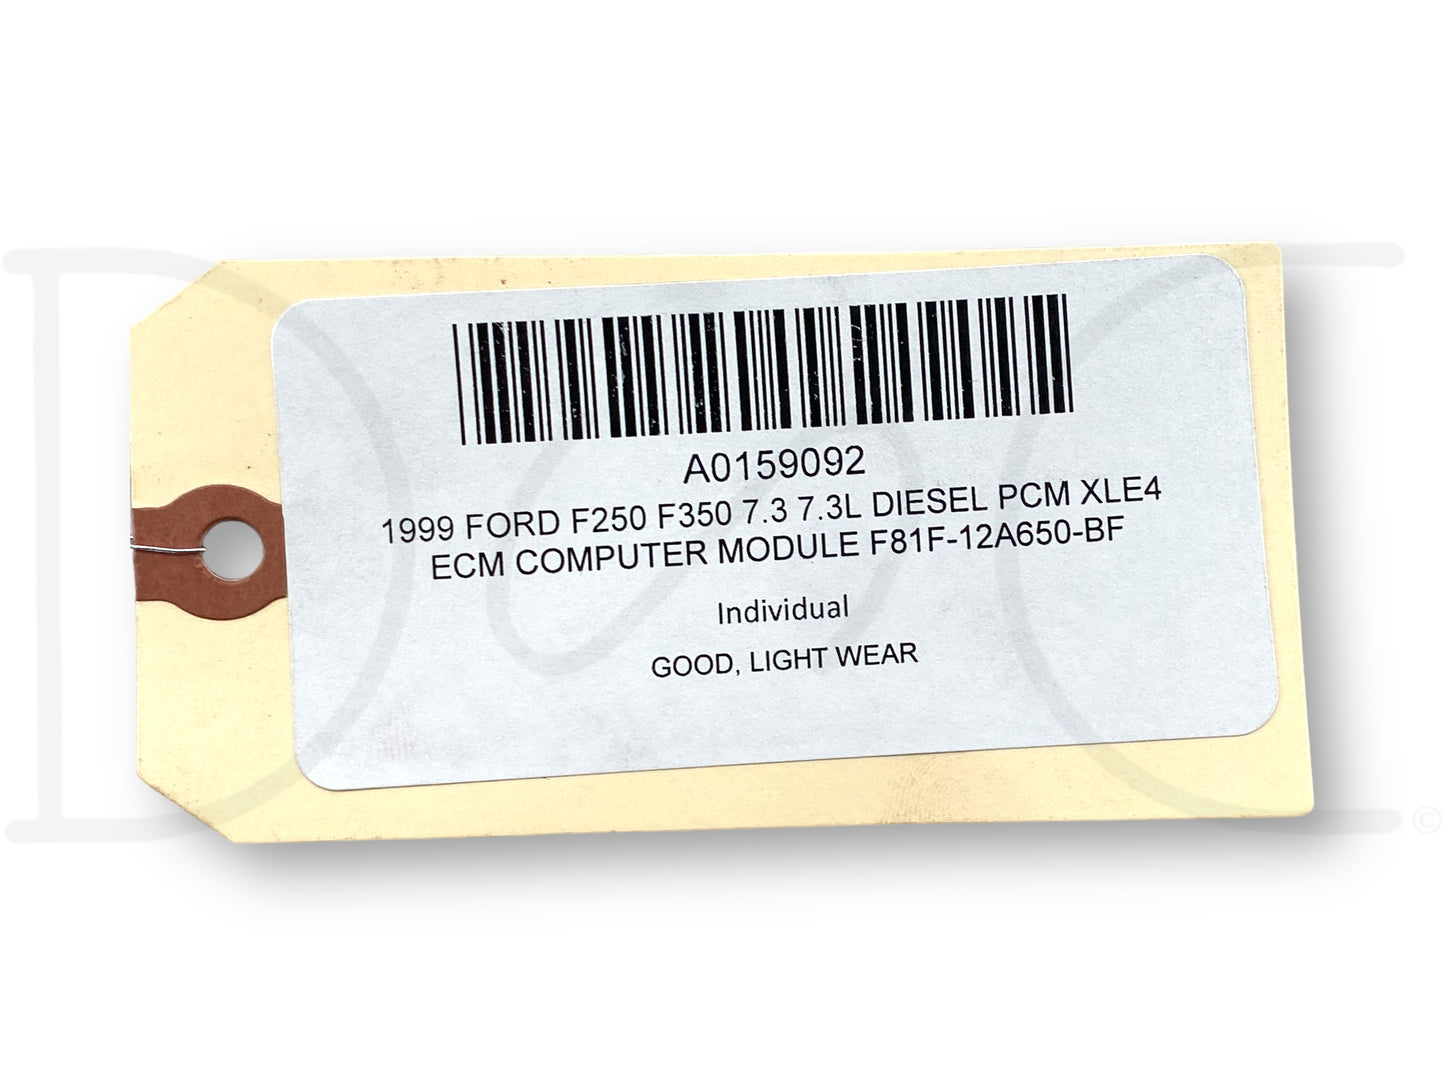 A0159092
1999 FORD F250 F350 7.3 7.3L DIESEL PCM XLE4
ECM COMPUTER MODULE F81F-12A650-BF
Individual
GOOD, LIGHT WEAR
©